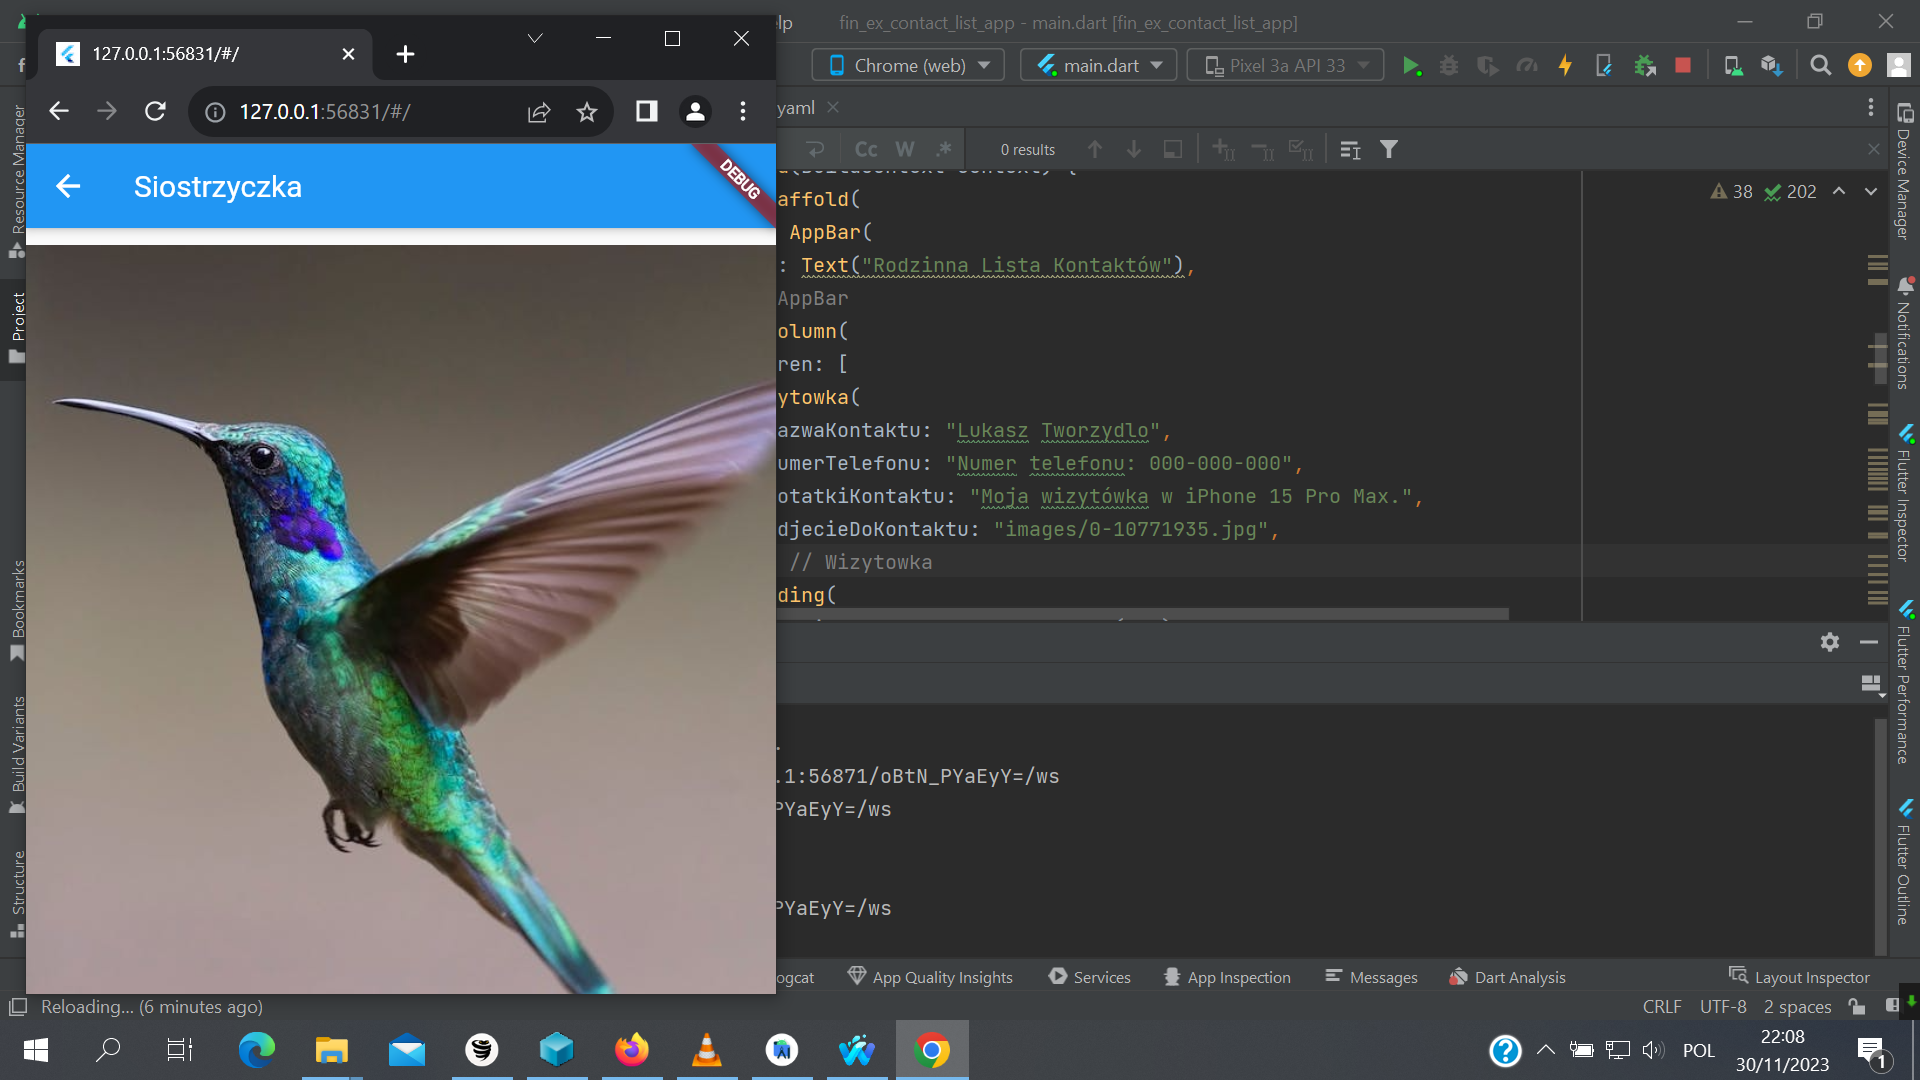 127.0.0.1:56831/#/
127.0.0.1:56831/#/
Siostrzyczka
DEBUG
fin_ex_contact_list_app - main.dart [fin_ex_contact_list_app]
Chrome (web)
main.dart
Pixel 3a API 33
yaml
Cc W .*
0 results
38
202
affold(
AppBar(
: Text("Rodzinna Lista Kontaktów"),
AppBar
olumn(
ren: [
ytowka(
azwaKontaktu: "Lukasz Tworzydlo",
umerTelefonu: "Numer telefonu: 000-000-000",
otatkiKontaktu: "Moja wizytówka w iPhone 15 Pro Max.",
djecieDoKontaktu: "images/0-10771935.jpg",
// Wizytowka
ding(
.1:56871/oBtN_PYaEyY=/ws
PYaEyY=/ws
PYaEyY=/ws
Resource Manager
Project
Bookmarks
Build Variants
Structure
Device Manager
Notifications
Flutter Inspector
Flutter Performance
Flutter Outline
ogcat
App Quality Insights
Services
App Inspection
Messages
Dart Analysis
Layout Inspector
Reloading... (6 minutes ago)
CRLF
UTF-8
2 spaces
POL
22:08
30/11/2023
1